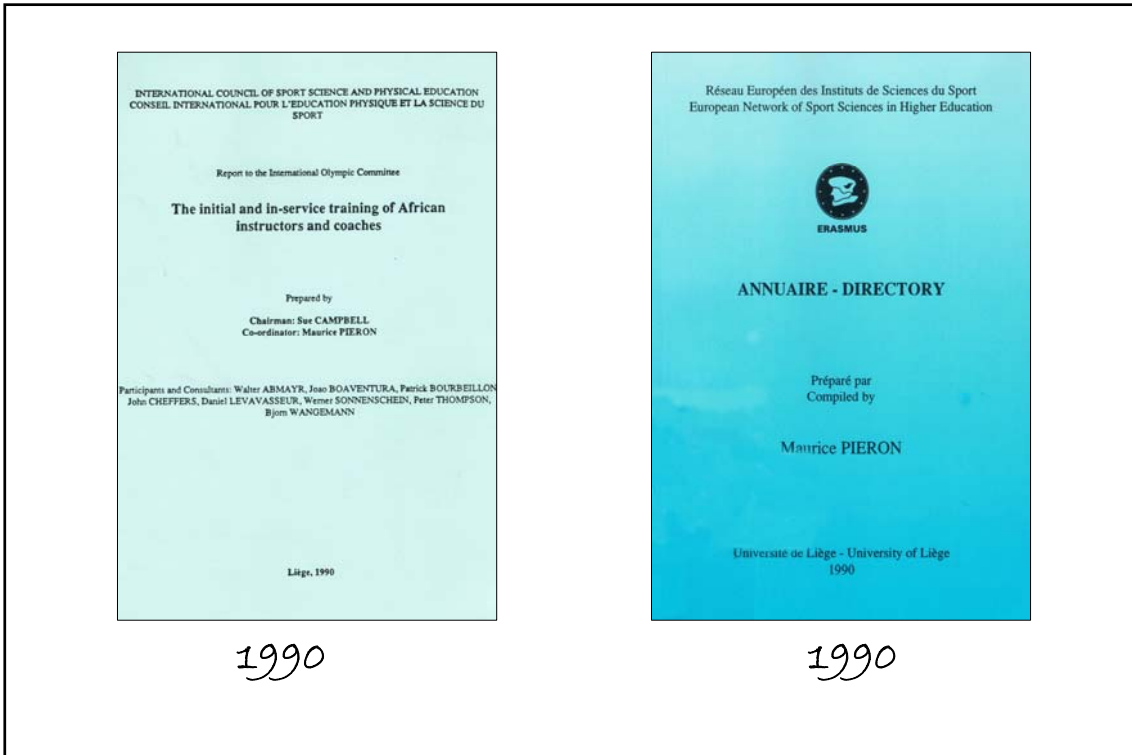 INTERNATIONAL COUNCIL OF SPORT SCIENCE AND PHYSICAL EDUCATION
CONSEIL INTERNATIONAL POUR L'EDUCATION PHYSIQUE ET LA SCIENCE DU
SPORT
Report to the International Olympic Committee
The initial and in-service training of African
instructors and coaches
Prepared by
Chairman: Sue CAMPBELL
Co-ordinator: Maurice PIERON
Participants and Consultants: Walter ABMAYR, Joao BOAVENTURA, Patrick BOURBEILLON
John CHEFFERS, Daniel LEVAVASSEUR, Werner SONNENSCHEIN, Peter THOMPSON,
Bjorn WANGEMANN
Liège, 1990
1990
Réseau Européen des Instituts de Sciences du Sport
European Network of Sport Sciences in Higher Education
ERASMUS
ANNUAIRE - DIRECTORY
Préparé par
Compiled by
Maurice PIERON
Université de Liège - University of Liège
1990
1990